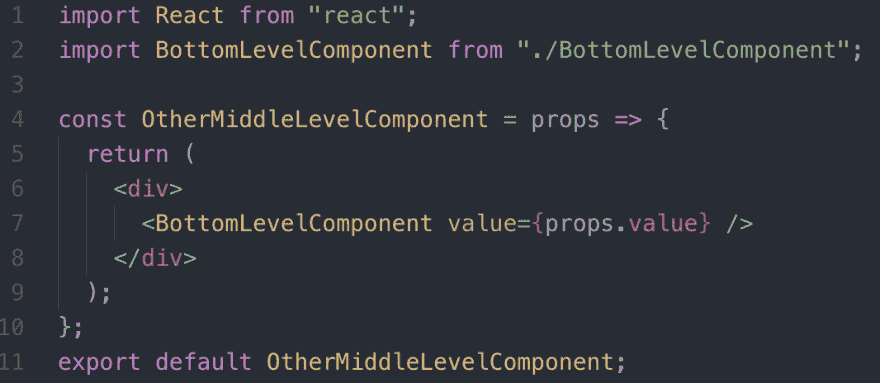 1 import React from "react";
2 import BottomLevelComponent from "./BottomLevelComponent";
3
4 const OtherMiddleLevelComponent = props => {
5   return (
6     <div>
7       <BottomLevelComponent value={props.value} />
8     </div>
9   );
10 };
11 export default OtherMiddleLevelComponent;